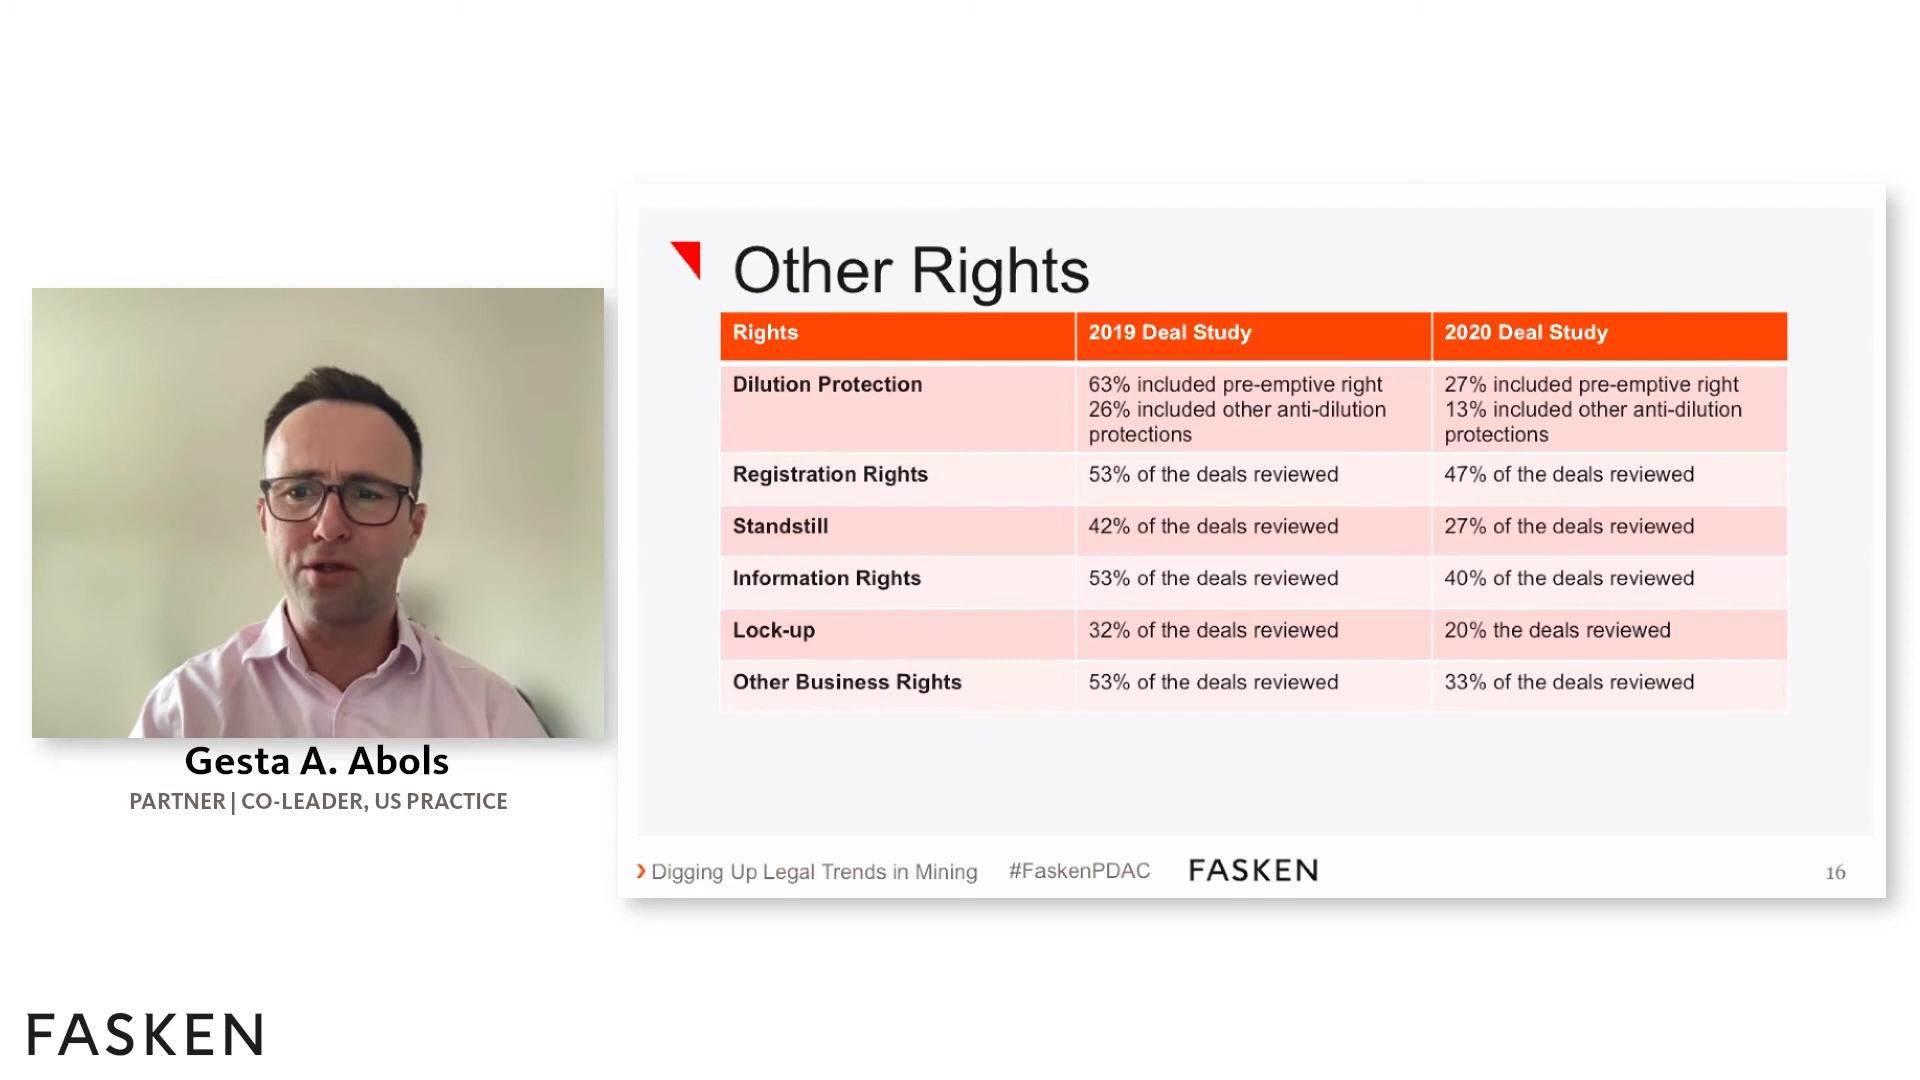 Other Rights
Rights 2019 Deal Study 2020 Deal Study
Dilution Protection 63% included pre-emptive right 27% included pre-emptive right
26% included other anti-dilution 13% included other anti-dilution
protections protections
Registration Rights 53% of the deals reviewed 47% of the deals reviewed
Standstill 42% of the deals reviewed 27% of the deals reviewed
Information Rights 53% of the deals reviewed 40% of the deals reviewed
Lock-up 32% of the deals reviewed 20% the deals reviewed
Other Business Rights 53% of the deals reviewed 33% of the deals reviewed
Gesta A. Abols
PARTNER | CO-LEADER, US PRACTICE
Digging Up Legal Trends in Mining #FaskenPDAC FASKEN 16
FASKEN